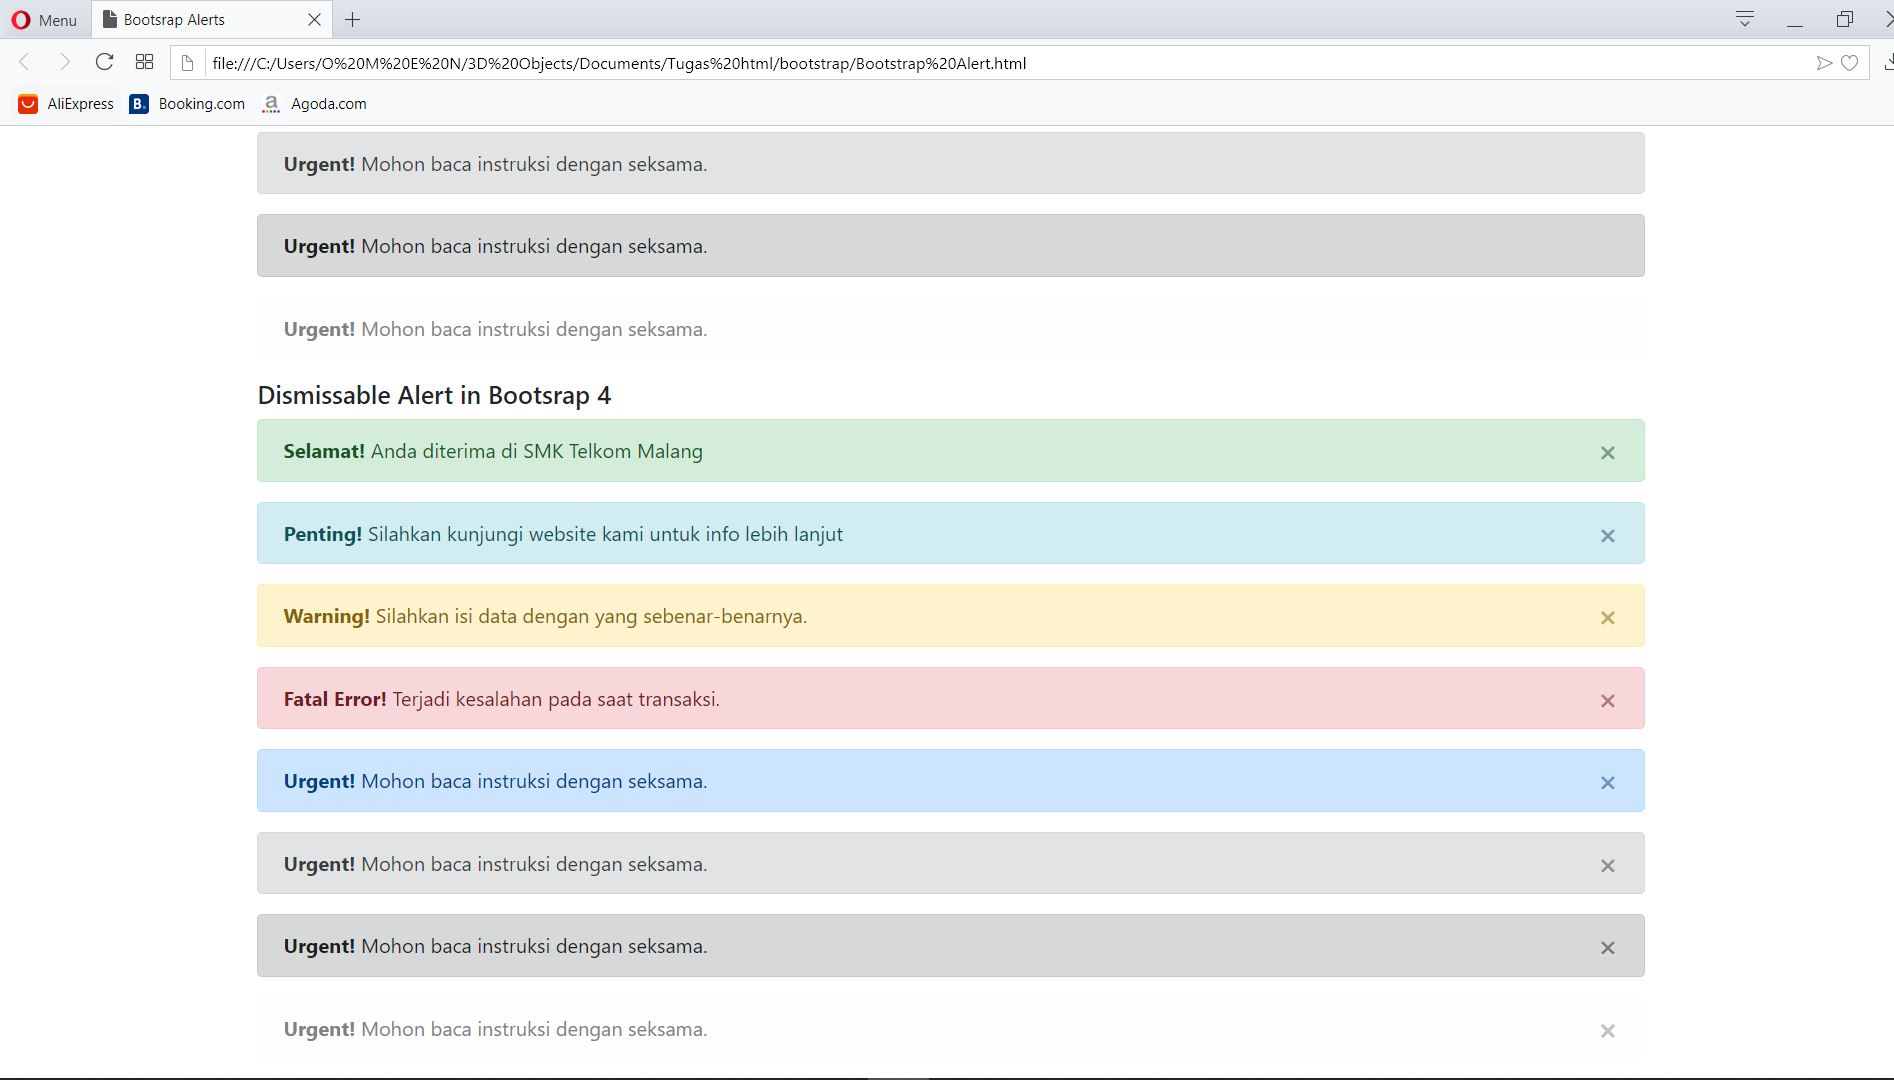 Menu
Bootsrap Alerts
file:///C:/Users/O%20M%20E%20N/3D%20Objects/Documents/Tugas%20html/bootstrap/Bootstrap%20Alert.html
AliExpress B. Booking.com a Agoda.com
Urgent! Mohon baca instruksi dengan seksama.
Urgent! Mohon baca instruksi dengan seksama.
Urgent! Mohon baca instruksi dengan seksama.
Dismissable Alert in Bootsrap 4
Selamat! Anda diterima di SMK Telkom Malang
Penting! Silahkan kunjungi website kami untuk info lebih lanjut
Warning! Silahkan isi data dengan yang sebenar-benarnya.
Fatal Error! Terjadi kesalahan pada saat transaksi.
Urgent! Mohon baca instruksi dengan seksama.
Urgent! Mohon baca instruksi dengan seksama.
Urgent! Mohon baca instruksi dengan seksama.
Urgent! Mohon baca instruksi dengan seksama.